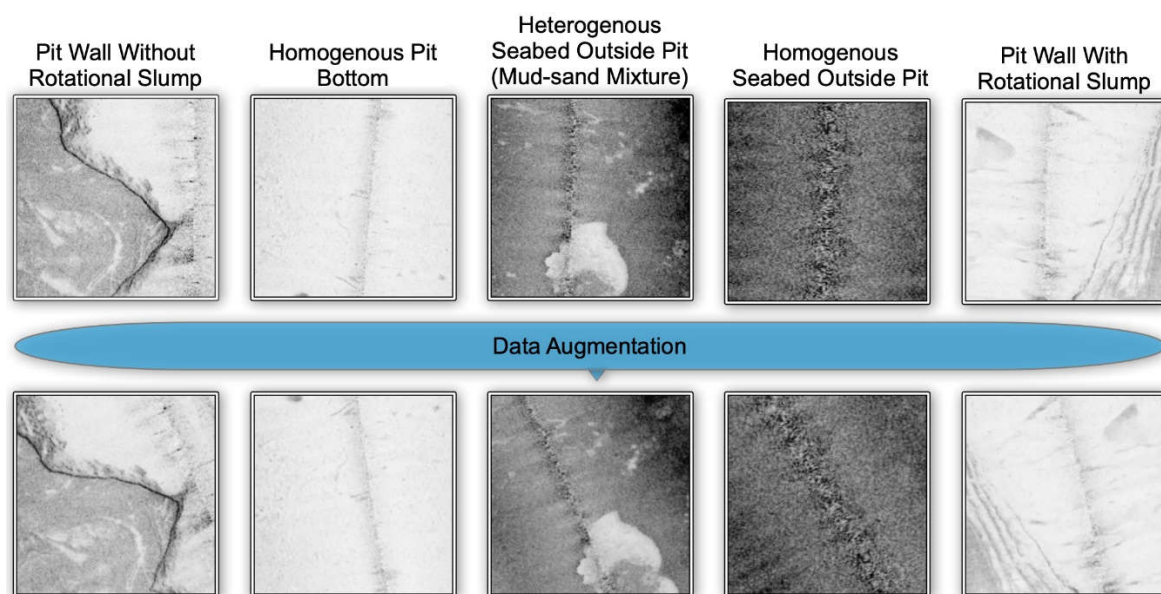 Pit Wall Without
Rotational Slump
Homogenous Pit
Bottom
Heterogenous
Seabed Outside Pit
(Mud-sand Mixture)
Homogenous
Seabed Outside Pit
Pit Wall With
Rotational Slump
Data Augmentation